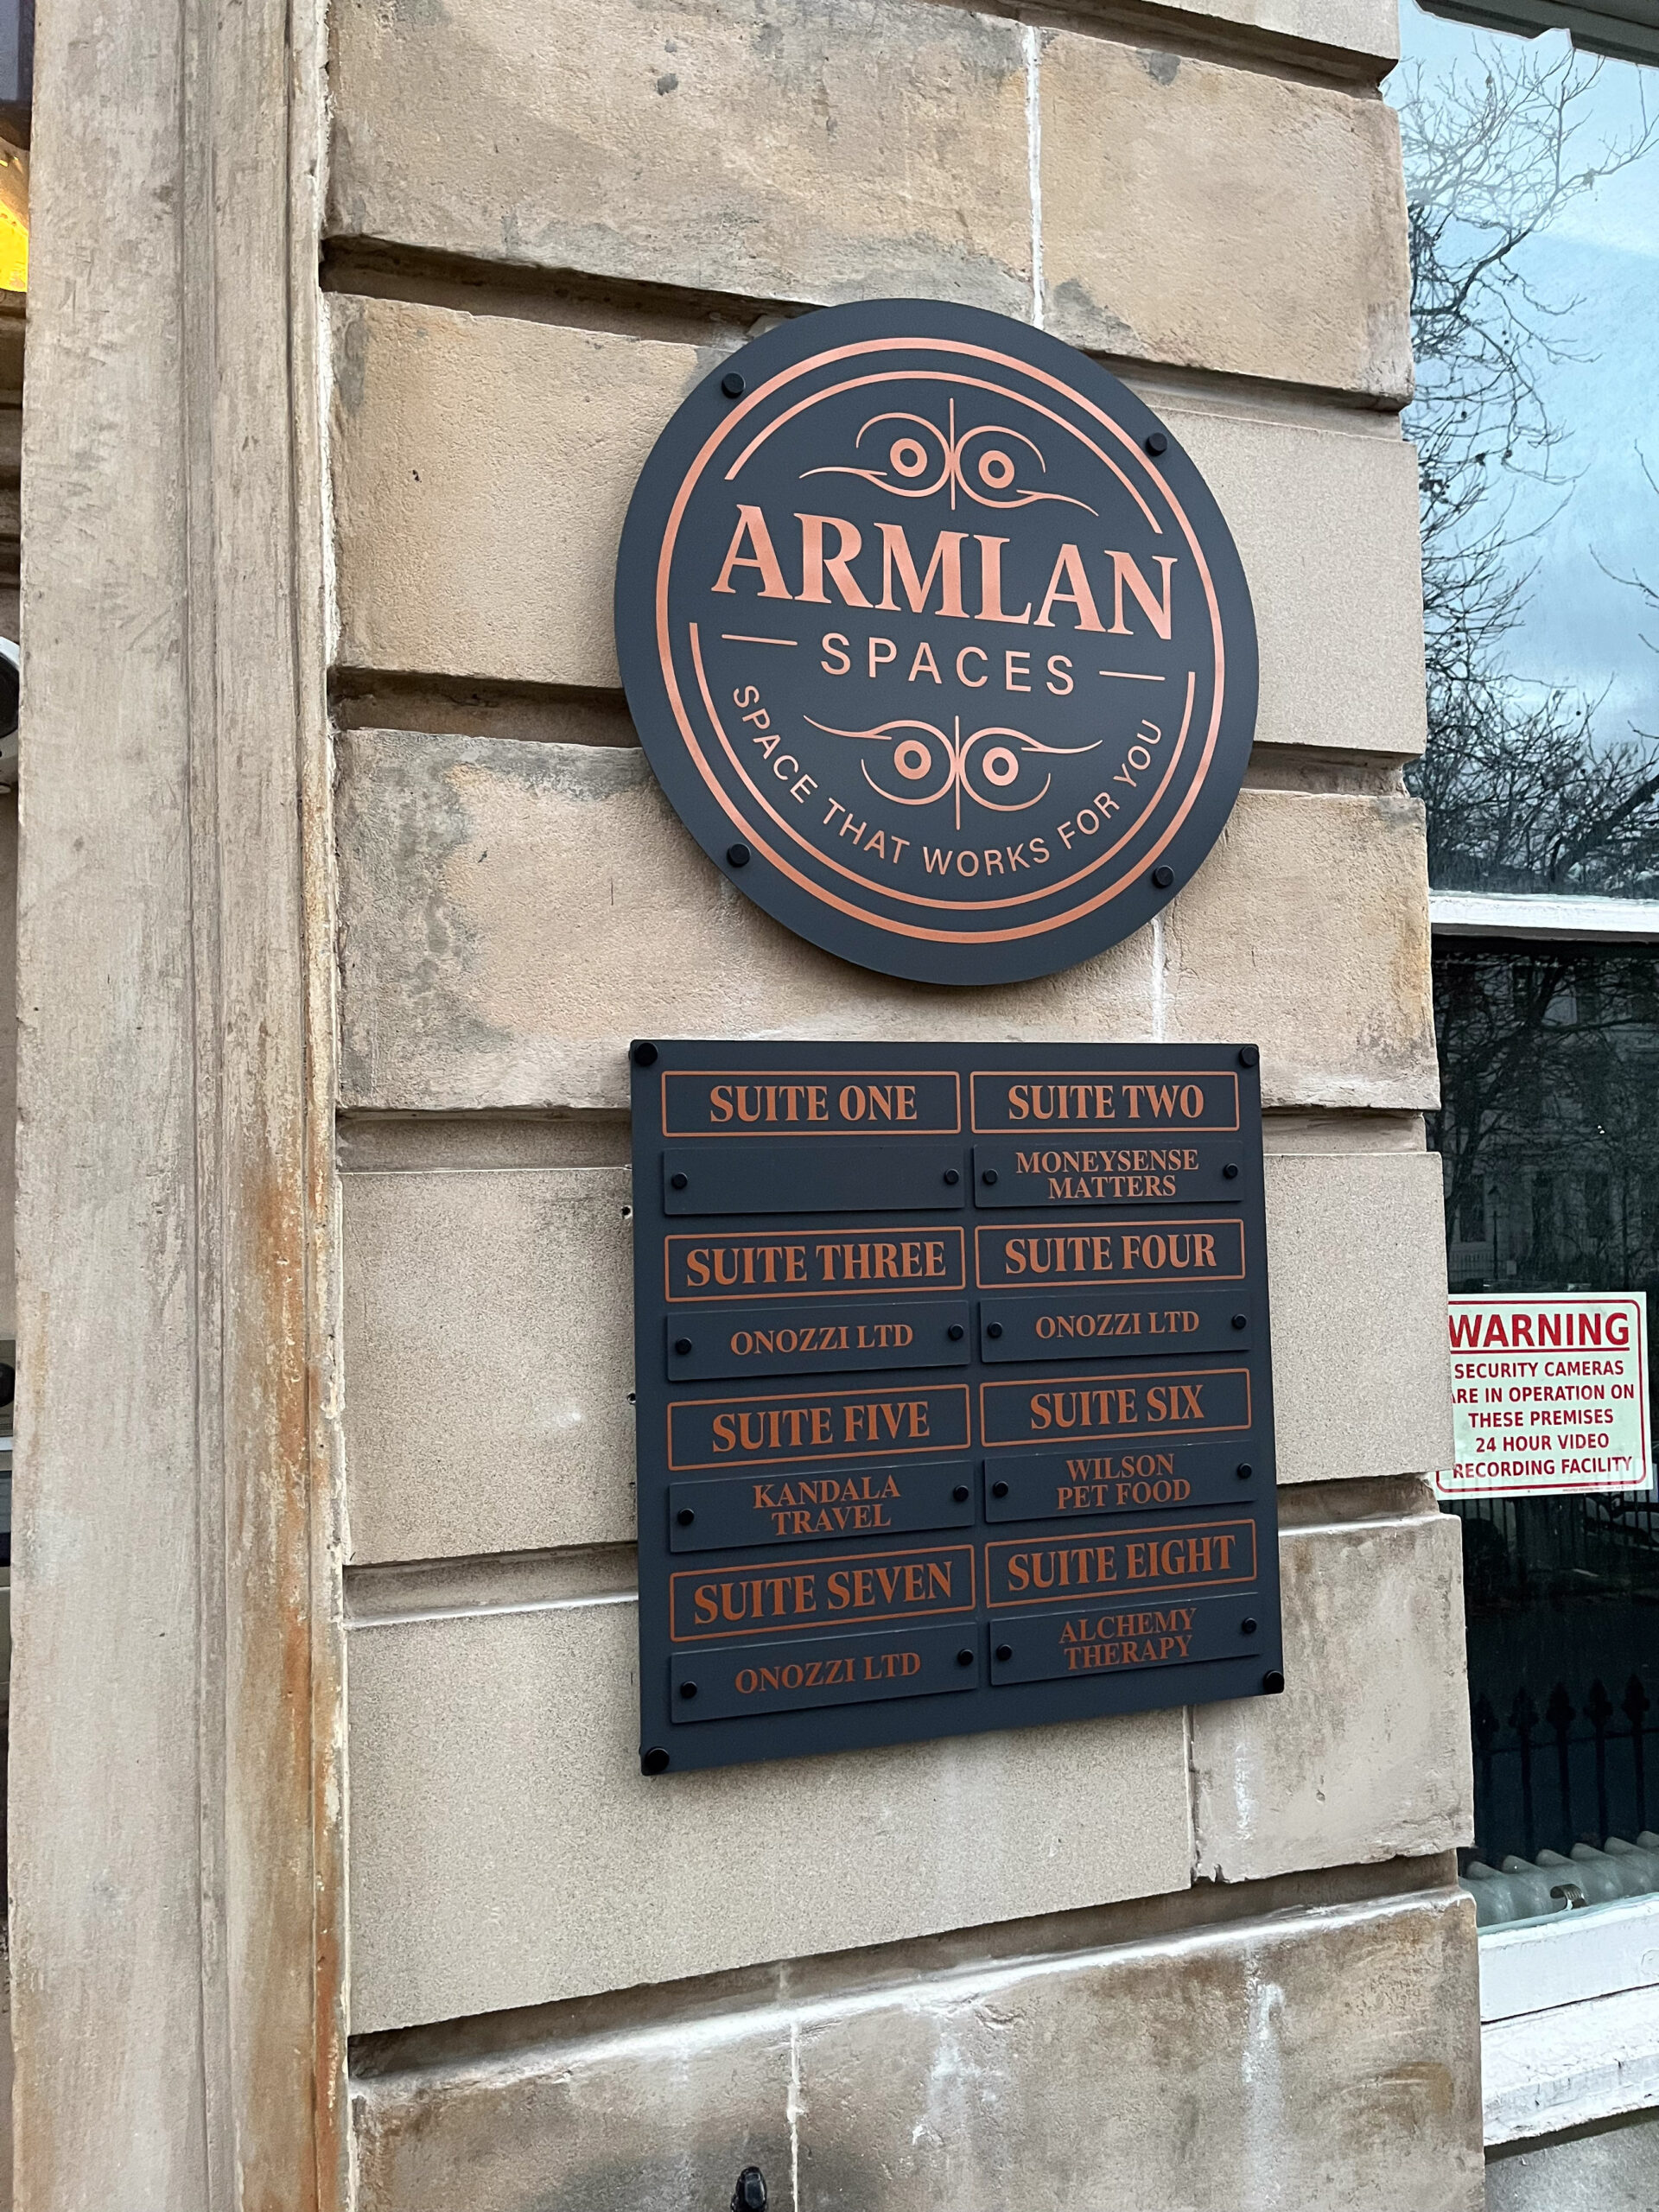 ARMLAN
SPACES
SPACE THAT WORKS FOR YOU
SUITE ONE
SUITE TWO
MONEYSENSE
MATTERS
SUITE THREE
SUITE FOUR
ONOZZI LTD
ONOZZI LTD
SUITE FIVE
SUITE SIX
KANDALA
TRAVEL
WILSON
PET FOOD
SUITE SEVEN
SUITE EIGHT
ONOZZI LTD
ALCHEMY
THERAPY
WARNING
SECURITY CAMERAS
ARE IN OPERATION ON
THESE PREMISES
24 HOUR VIDEO
RECORDING FACILITY